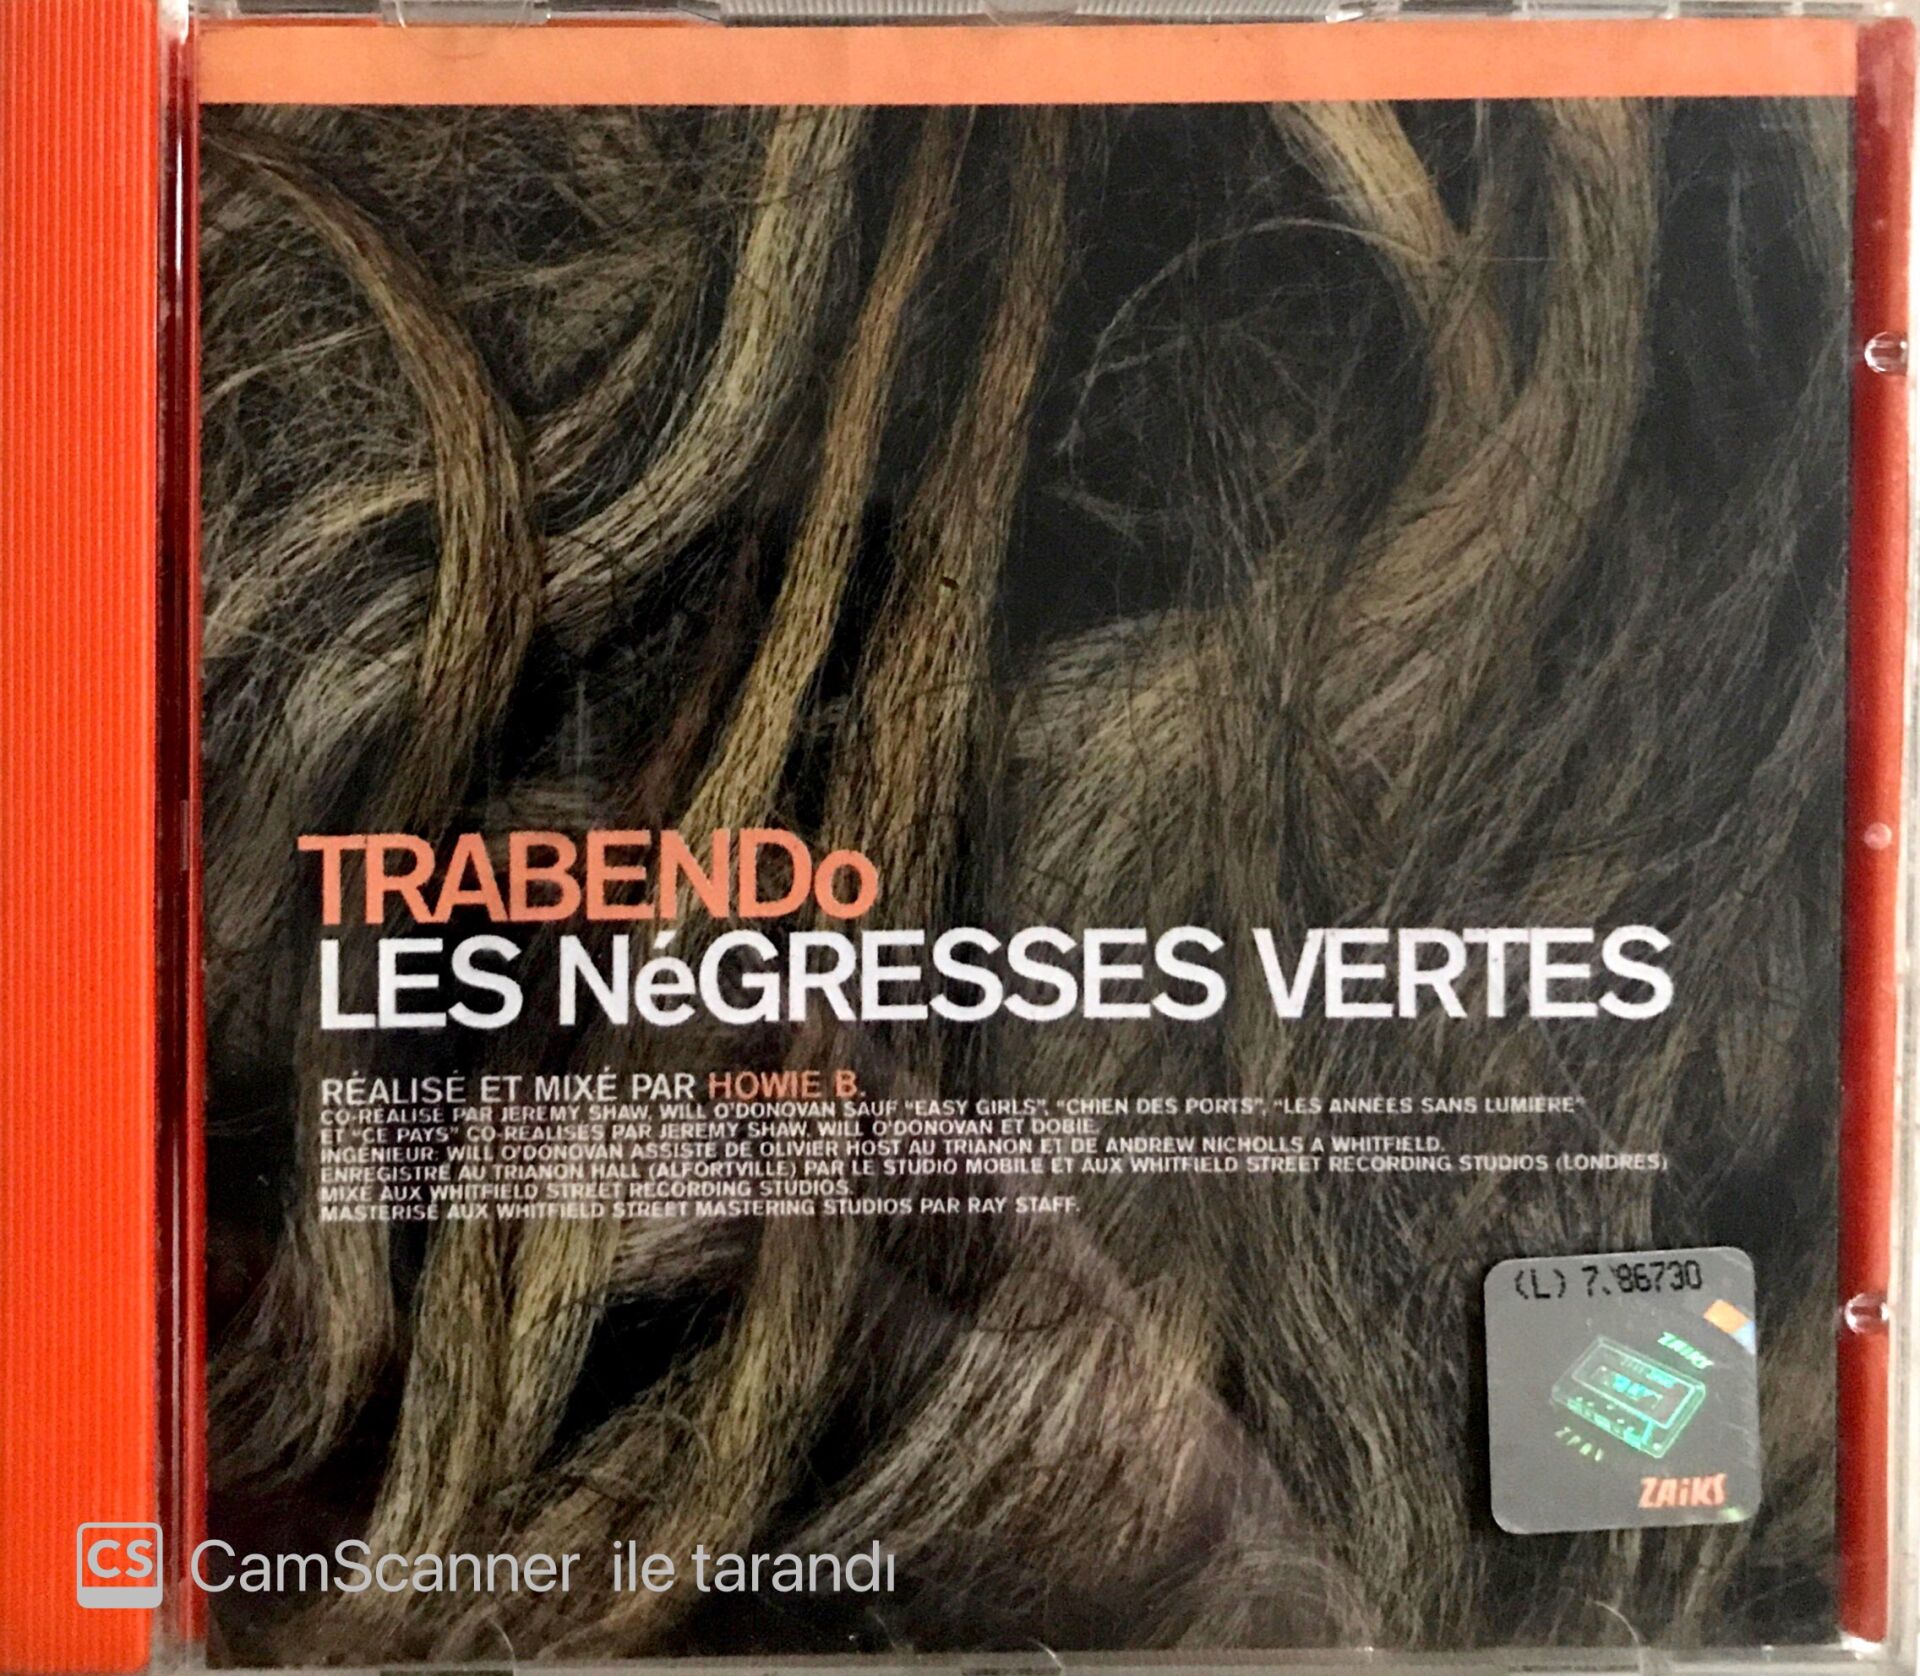 TRABENDo
LES NéGRESSES VERTES
RÉALISÉ ET MIXÉ PAR HOWIE B.
CO-RÉALISÉ PAR JEREMY SHAW, WILL O'DONOVAN SAUF "EASY GIRLS", "CHIEN DES PORTS", "LES ANNÉES SANS LUMIÈRE"
ET "CE PAYS" CO-RÉALISÉS PAR JEREMY SHAW, WILL O'DONOVAN ET DOBIE.
INGÉNIEUR: WILL O'DONOVAN ASSISTÉ DE OLIVIER HOST AU TRIANON ET DE ANDREW NICHOLLS À WHITFIELD.
ENREGISTRÉ AU TRIANON HALL (ALFORTVILLE) PAR LE STUDIO MOBILE ET AUX WHITFIELD STREET RECORDING STUDIOS (LONDRES)
MIXÉ AUX WHITFIELD STREET RECORDING STUDIOS.
MASTERISÉ AUX WHITFIELD STREET MASTERING STUDIOS PAR RAY STAFF.
(L) 7.86730
ZAiKS
ZPAV
ZAiKS
CS CamScanner ile tarandı